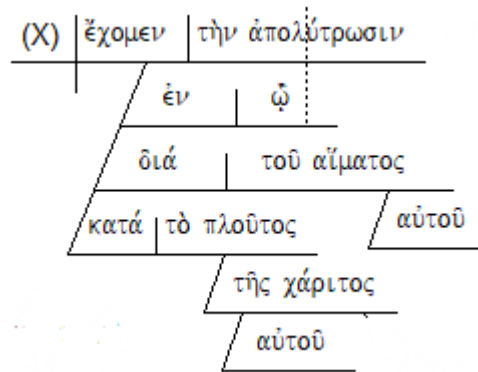 (X) ἔχομεν τὴν ἀπολύτρωσιν
ἐν ᾧ
διά τοῦ αἵματος
κατά τὸ πλοῦτος αὐτοῦ
τῆς χάριτος
αὐτοῦ